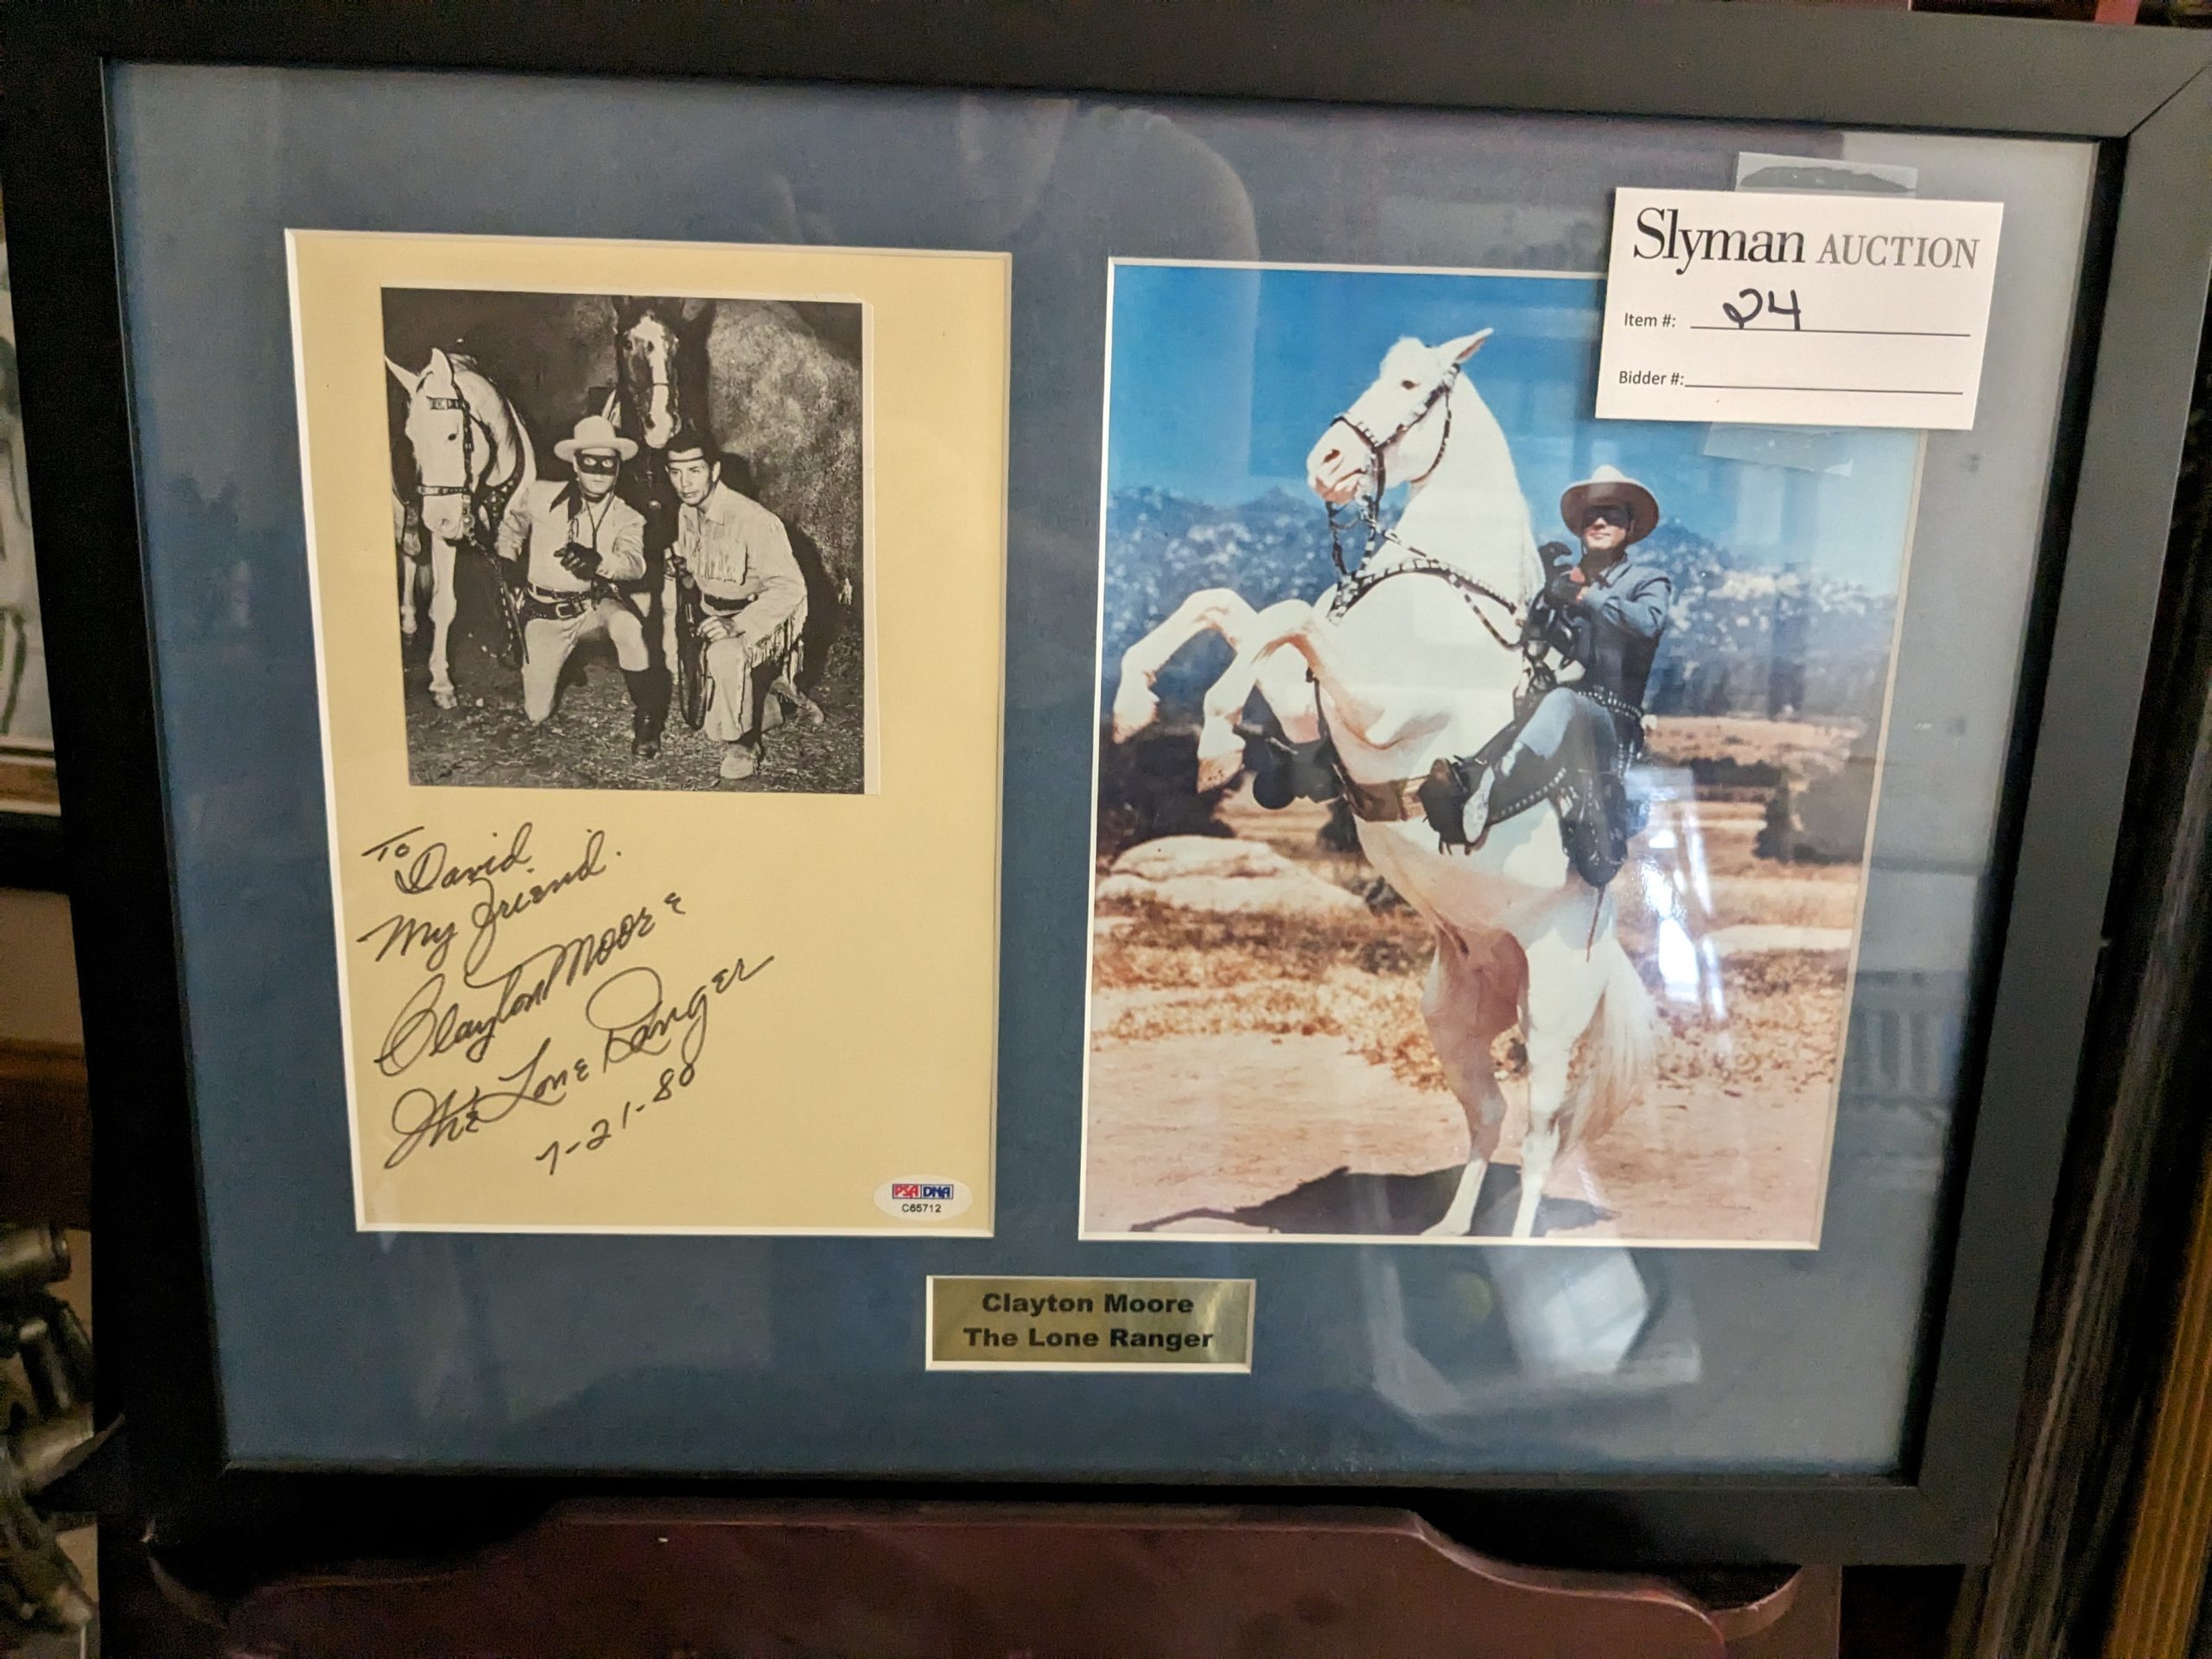 Slyman AUCTION
Item #: 24
Bidder #:
To
David
My Friend.
Clayton Moore &
The Lone Ranger
7-21-80
PSA DNA
C65712
Clayton Moore
The Lone Ranger